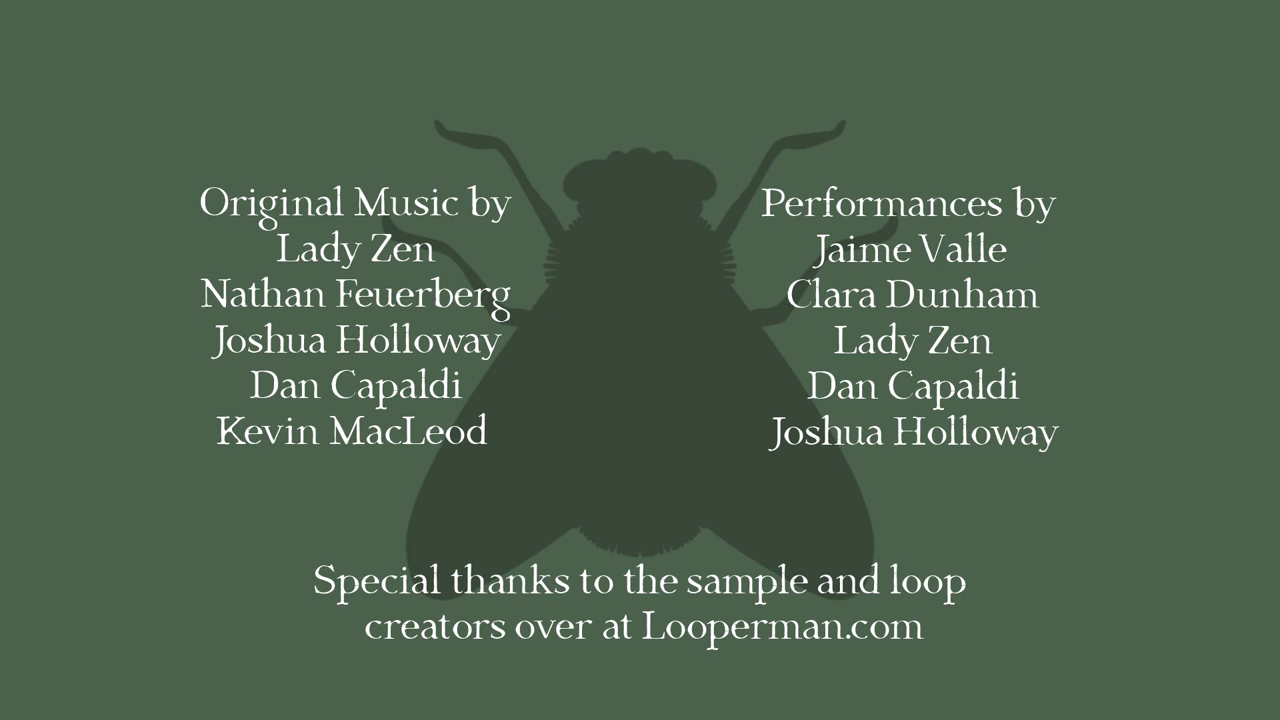 Original Music by
Lady Zen
Nathan Feuerberg
Joshua Holloway
Dan Capaldi
Kevin MacLeod
Performances by
Jaime Valle
Clara Dunham
Lady Zen
Dan Capaldi
Joshua Holloway
Special thanks to the sample and loop
creators over at Looperman.com